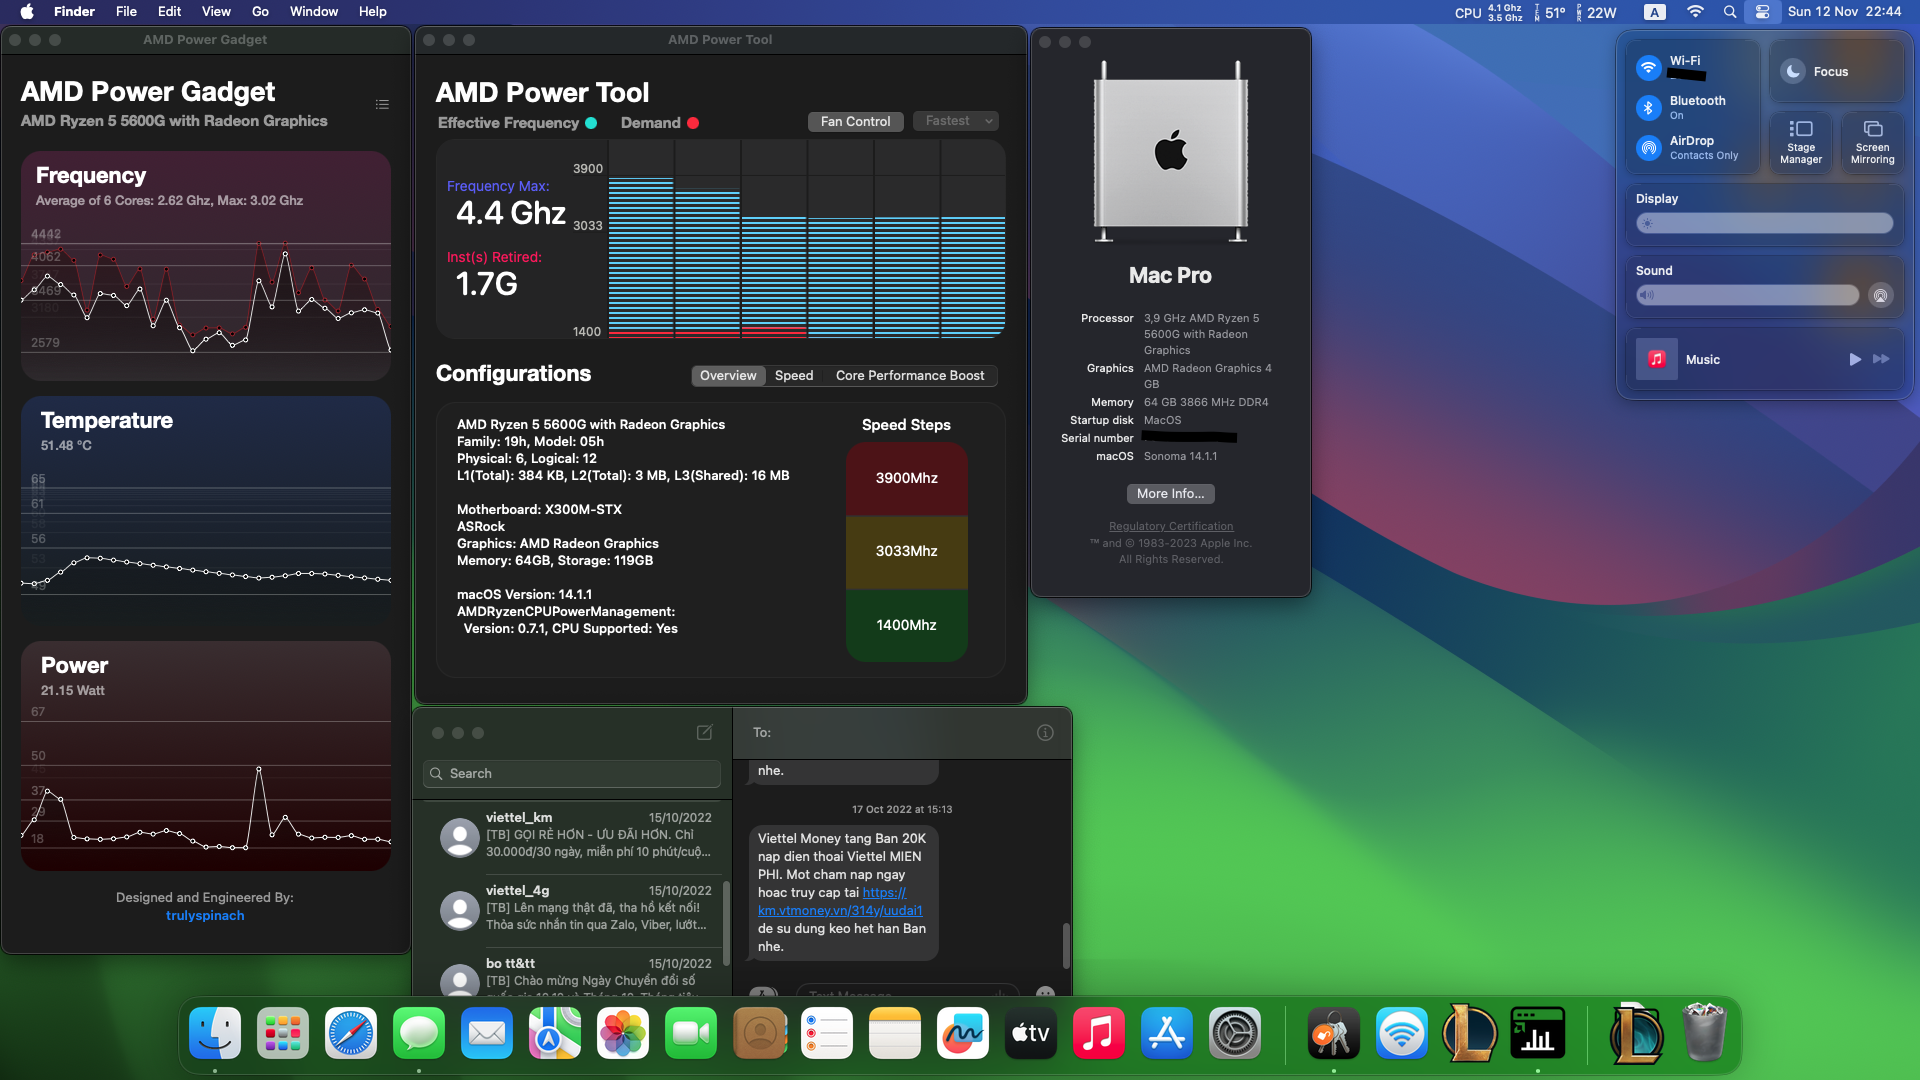 Finder File Edit View Go Window Help
CPU 4.1 Ghz 3.5 Ghz TEM 51° PWR 22W A Sun 12 Nov 22:44
AMD Power Gadget
AMD Power Gadget
AMD Ryzen 5 5600G with Radeon Graphics
Frequency
Average of 6 Cores: 2.62 Ghz, Max: 3.02 Ghz
4442
4062
3469
3180
2579
Temperature
51.48 °C
65
61
58
56
53
49
Power
21.15 Watt
67
50
46
37
29
18
Designed and Engineered By:
trulyspinach
AMD Power Tool
AMD Power Tool
Effective Frequency Demand
Fan Control Fastest
Frequency Max:
4.4 Ghz
Inst(s) Retired:
1.7G
3900
3033
1400
Configurations
Overview Speed Core Performance Boost
AMD Ryzen 5 5600G with Radeon Graphics
Family: 19h, Model: 05h
Physical: 6, Logical: 12
L1(Total): 384 KB, L2(Total): 3 MB, L3(Shared): 16 MB
Motherboard: X300M-STX
ASRock
Graphics: AMD Radeon Graphics
Memory: 64GB, Storage: 119GB
macOS Version: 14.1.1
AMDRyzenCPUPowerManagement:
Version: 0.7.1, CPU Supported: Yes
Speed Steps
3900Mhz
3033Mhz
1400Mhz
Mac Pro
Processor 3,9 GHz AMD Ryzen 5
5600G with Radeon
Graphics
Graphics AMD Radeon Graphics 4
GB
Memory 64 GB 3866 MHz DDR4
Startup disk MacOS
Serial number
macOS Sonoma 14.1.1
More Info...
Regulatory Certification
™ and © 1983-2023 Apple Inc.
All Rights Reserved.
Wi-Fi
Bluetooth
On
AirDrop
Contacts Only
Focus
Stage
Manager
Screen
Mirroring
Display
Sound
Music
Search
viettel_km 15/10/2022
[TB] GỌI RẺ HƠN - ƯU ĐÃI HƠN. Chỉ
30.000đ/30 ngày, miễn phí 10 phút/cuộ...
viettel_4g 15/10/2022
[TB] Lên mạng thật đã, tha hồ kết nối!
Thỏa sức nhắn tin qua Zalo, Viber, lướt...
bo tt&tt 15/10/2022
[TB] Chào mừng Ngày Chuyển đổi số
quốc gia 10.10 và Tháng 10, Tháng tiêu
To:
nhe.
17 Oct 2022 at 15:13
Viettel Money tang Ban 20K
nap dien thoai Viettel MIEN
PHI. Mot cham nap ngay
hoac truy cap tai https://
km.vtmoney.vn/314y/uudai1
de su dung keo het han Ban
nhe.
Text Message
tv